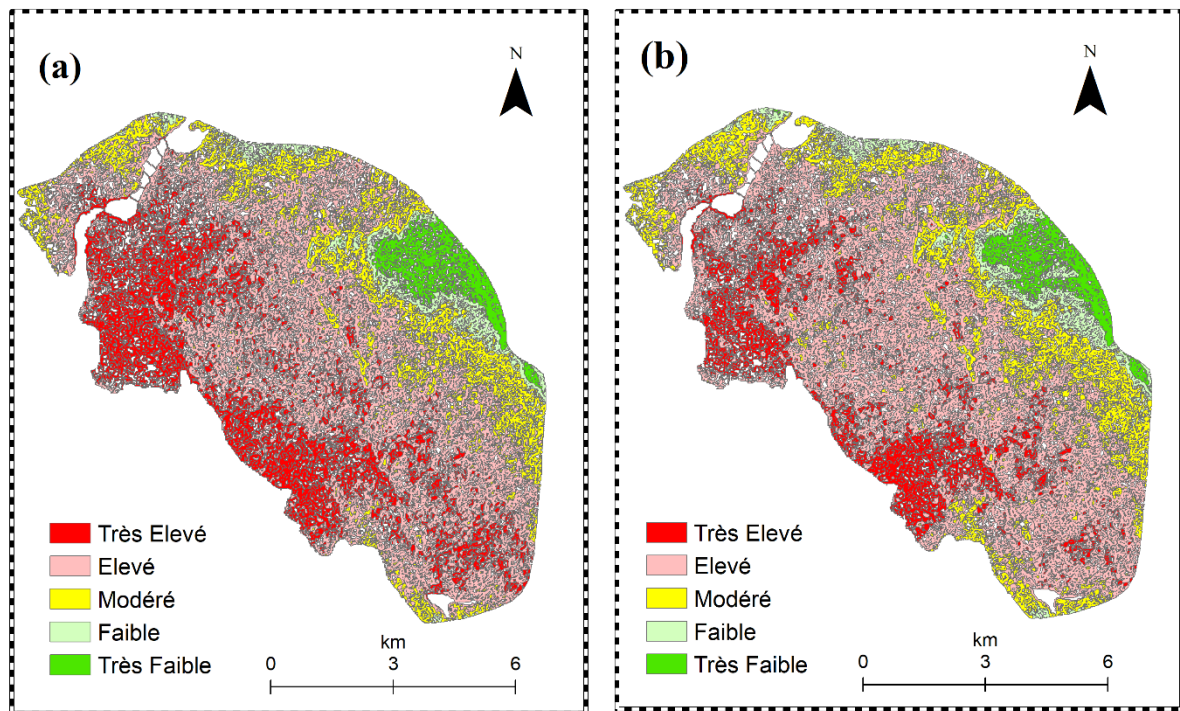 (a)
N
Très Elevé
Elevé
Modéré
Faible
Très Faible
km
0 3 6
(b)
N
Très Elevé
Elevé
Modéré
Faible
Très Faible
km
0 3 6